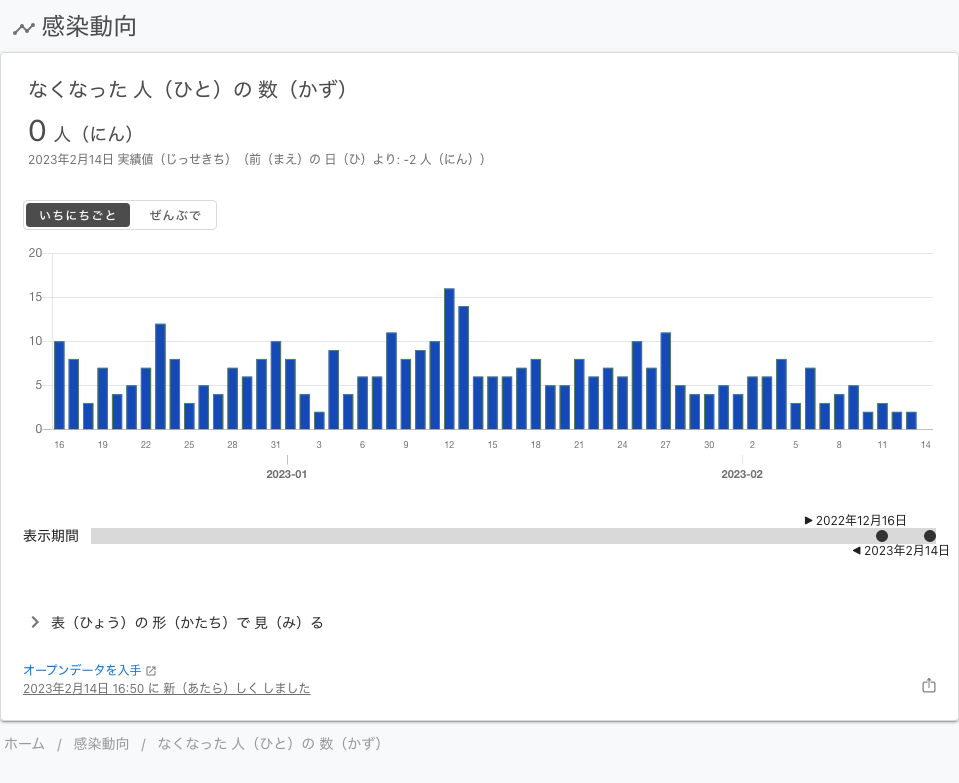 感染動向
なくなった 人（ひと）の 数（かず）
0 人（にん）
2023年2月14日 実績値（じっせきち）（前（まえ）の 日（ひ）より: -2 人（にん））
いちにちごと ぜんぶで
20
15
10
5
0
16 19 22 25 28 31 3 6 9 12 15 18 21 24 27 30 2 5 8 11 14
2023-01 2023-02
▶ 2022年12月16日
表示期間
◀ 2023年2月14日
表（ひょう）の 形（かたち）で 見（み）る
オープンデータを入手
2023年2月14日 16:50 に 新（あたら）しく しました
ホーム / 感染動向 / なくなった 人（ひと）の 数（かず）